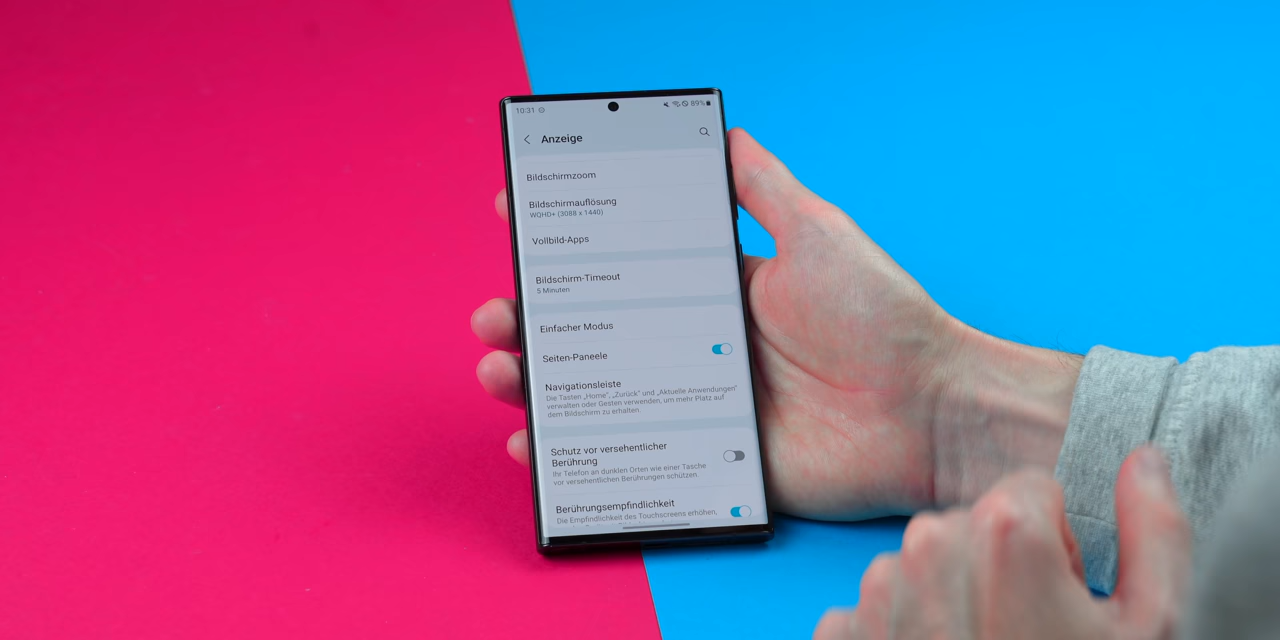 10:31
89%
Anzeige
Bildschirmzoom
Bildschirmauflösung
WQHD+ (3088 x 1440)
Vollbild-Apps
Bildschirm-Timeout
5 Minuten
Einfacher Modus
Seiten-Paneele
Navigationsleiste
Die Tasten „Home", „Zurück" und „Aktuelle Anwendungen"
verwalten oder Gesten verwenden, um mehr Platz auf
dem Bildschirm zu erhalten.
Schutz vor versehentlicher
Berührung
Ihr Telefon an dunklen Orten wie einer Tasche
vor versehentlichen Berührungen schützen.
Berührungsempfindlichkeit
Die Empfindlichkeit des Touchscreens erhöhen,